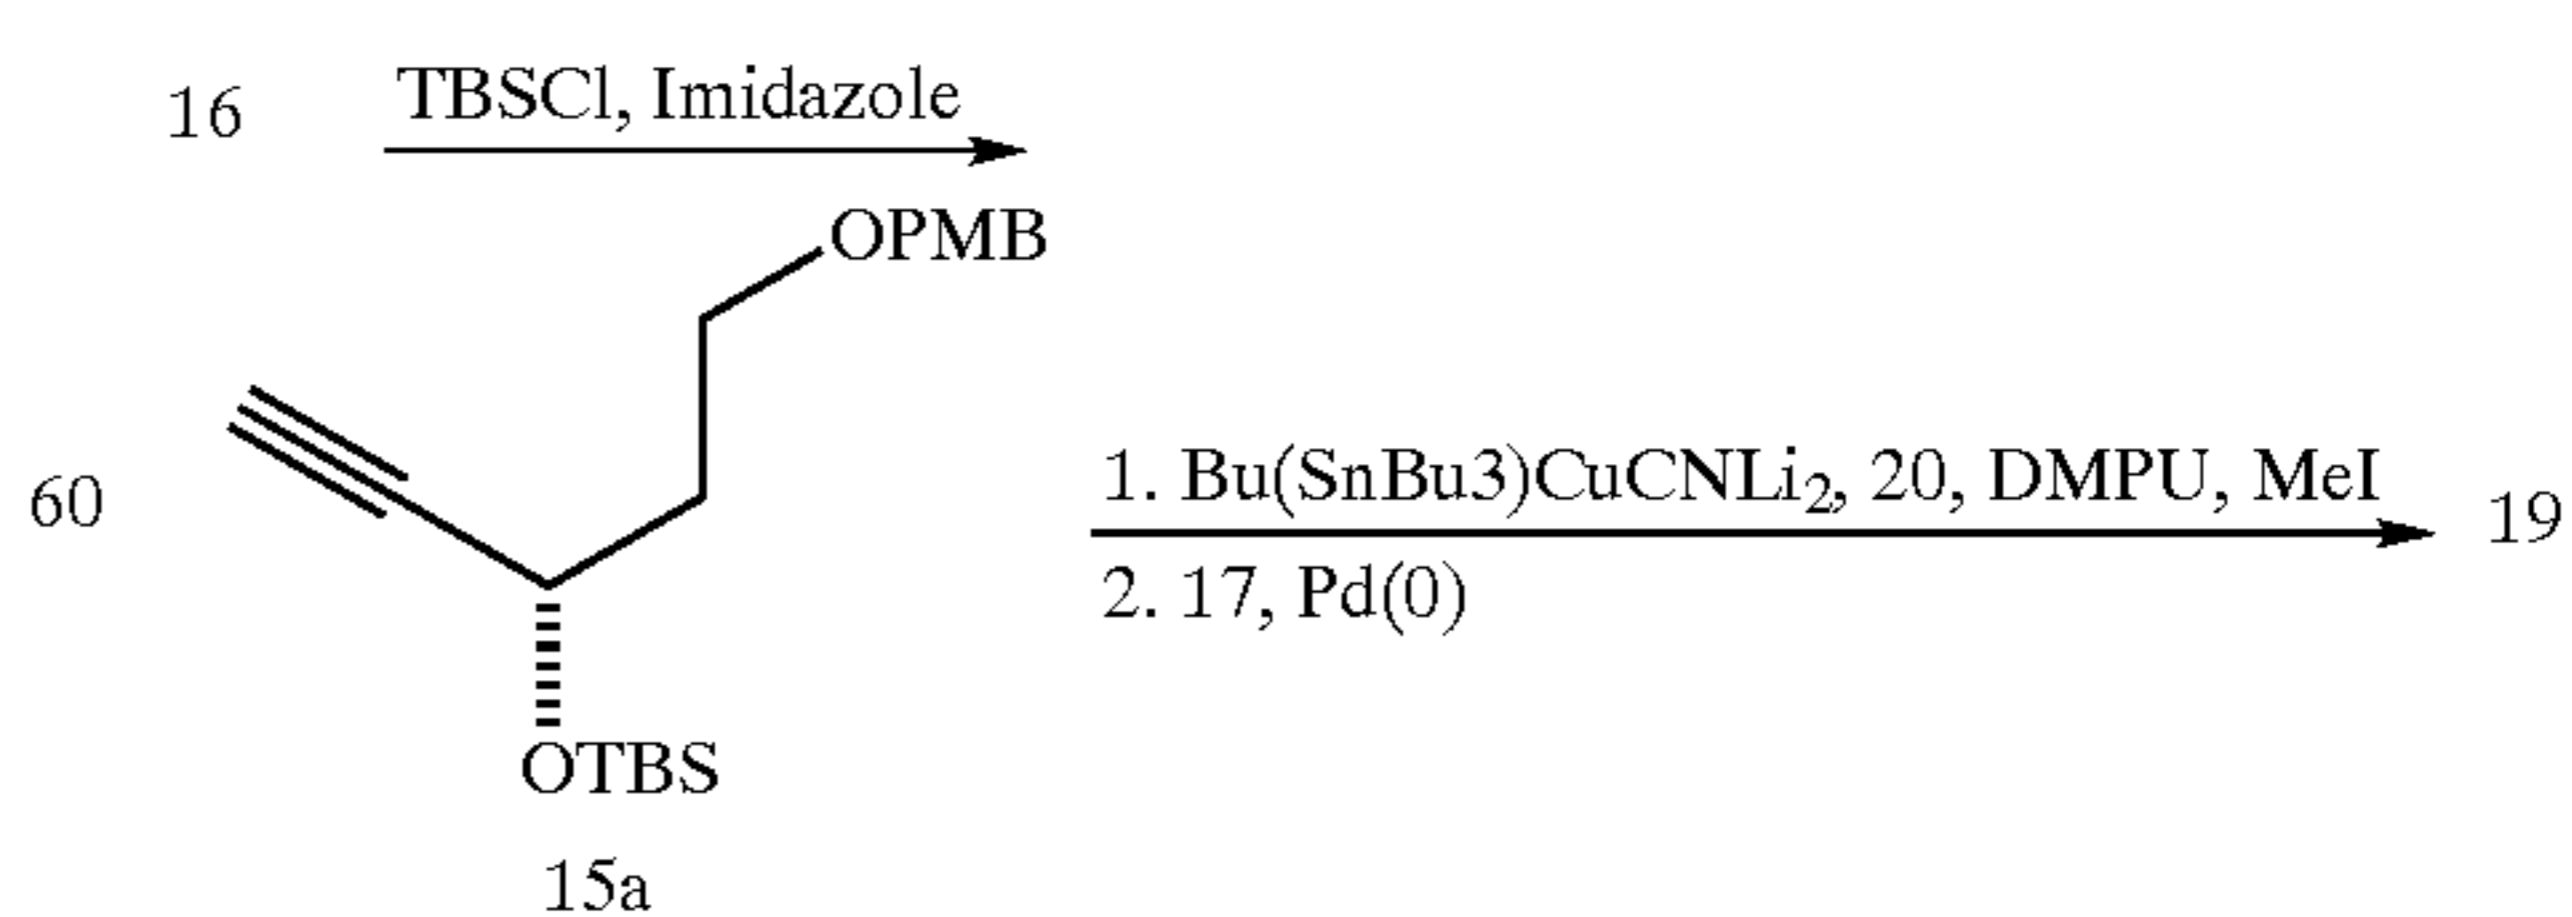 16 TBSCl, Imidazole
OPMB
60 1. Bu(SnBu3)CuCNLi₂, 20, DMPU, MeI 19
2. 17, Pd(0)
OTBS
15a